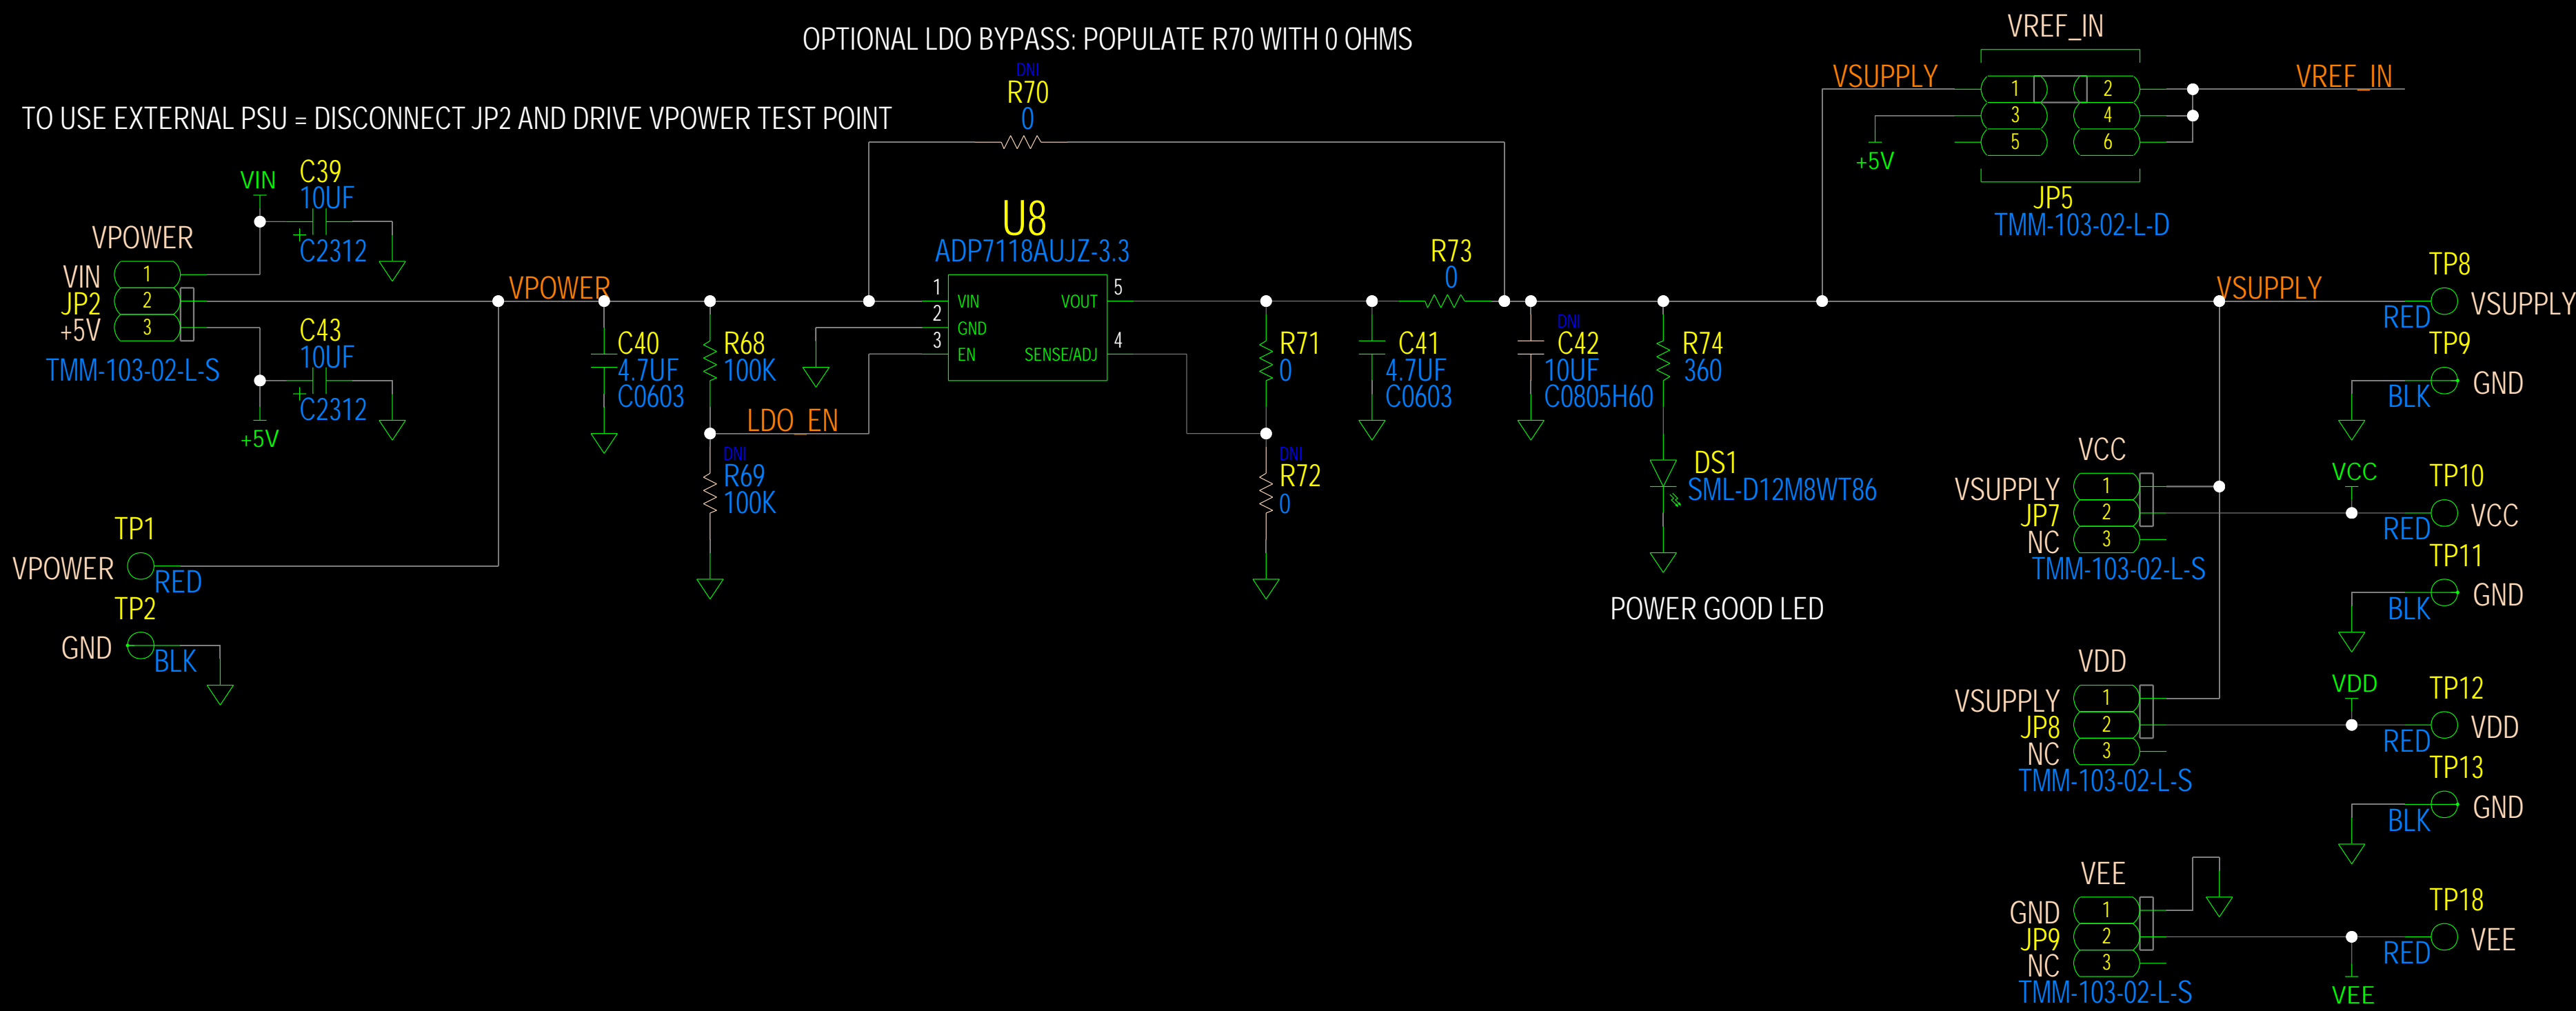 OPTIONAL LDO BYPASS: POPULATE R70 WITH 0 OHMS
TO USE EXTERNAL PSU = DISCONNECT JP2 AND DRIVE VPOWER TEST POINT
DNI
R70
0
VIN
C39
10UF
C2312
VPOWER
VIN
1
JP2
2
+5V
3
TMM-103-02-L-S
C43
10UF
C2312
+5V
TP1
VPOWER
RED
TP2
GND
BLK
VPOWER
C40
4.7UF
C0603
R68
100K
LDO_EN
DNI
R69
100K
U8
ADP7118AUJZ-3.3
1
VIN
VOUT
5
2
GND
3
EN
SENSE/ADJ
4
R71
0
DNI
R72
0
C41
4.7UF
C0603
R73
0
DNI
C42
10UF
C0805H60
R74
360
DS1
SML-D12M8WT86
POWER GOOD LED
VREF_IN
VSUPPLY
1
2
VREF_IN
3
4
5
6
+5V
JP5
TMM-103-02-L-D
VSUPPLY
TP8
RED
VSUPPLY
TP9
BLK
GND
VCC
VSUPPLY
1
JP7
2
NC
3
TMM-103-02-L-S
VCC
TP10
RED
VCC
TP11
BLK
GND
VDD
VSUPPLY
1
JP8
2
NC
3
TMM-103-02-L-S
VDD
TP12
RED
VDD
TP13
BLK
GND
VEE
GND
1
JP9
2
NC
3
TMM-103-02-L-S
TP18
RED
VEE
VEE